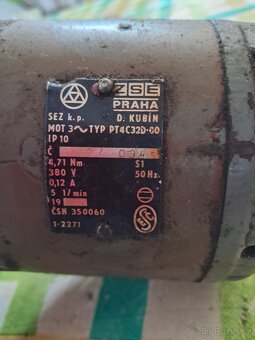 ZSE
PRAHA
SEZ k.p. D. KUBÍN
MOT 3~ TYP PT4C32D-60
IP 10
Č 034
4,71 Nm S1
380 V 50 Hz
0,12 A
5 1/min
19
ČSN 350060
1-2271